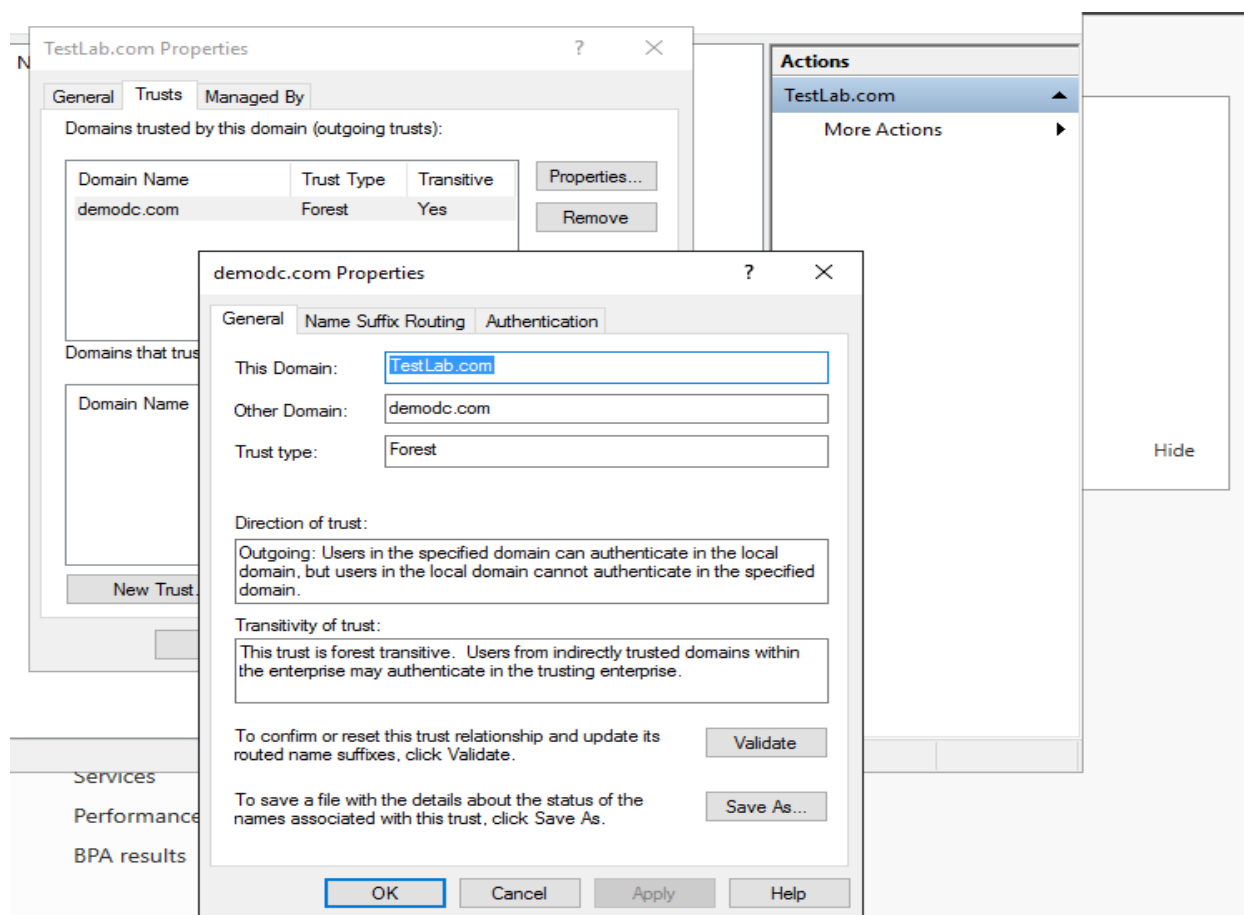 TestLab.com Properties
N
General Trusts Managed By
Domains trusted by this domain (outgoing trusts):
Domain Name Trust Type Transitive
demodc.com Forest Yes
Properties...
Remove
Domains that trus
Domain Name
New Trust.
Actions
TestLab.com
More Actions
Hide
demodc.com Properties
General Name Suffix Routing Authentication
This Domain: TestLab.com
Other Domain: demodc.com
Trust type: Forest
Direction of trust:
Outgoing: Users in the specified domain can authenticate in the local
domain, but users in the local domain cannot authenticate in the specified
domain.
Transitivity of trust:
This trust is forest transitive. Users from indirectly trusted domains within
the enterprise may authenticate in the trusting enterprise.
To confirm or reset this trust relationship and update its
routed name suffixes, click Validate.
Validate
To save a file with the details about the status of the
names associated with this trust, click Save As.
Save As...
OK Cancel Apply Help
Services
Performance
BPA results